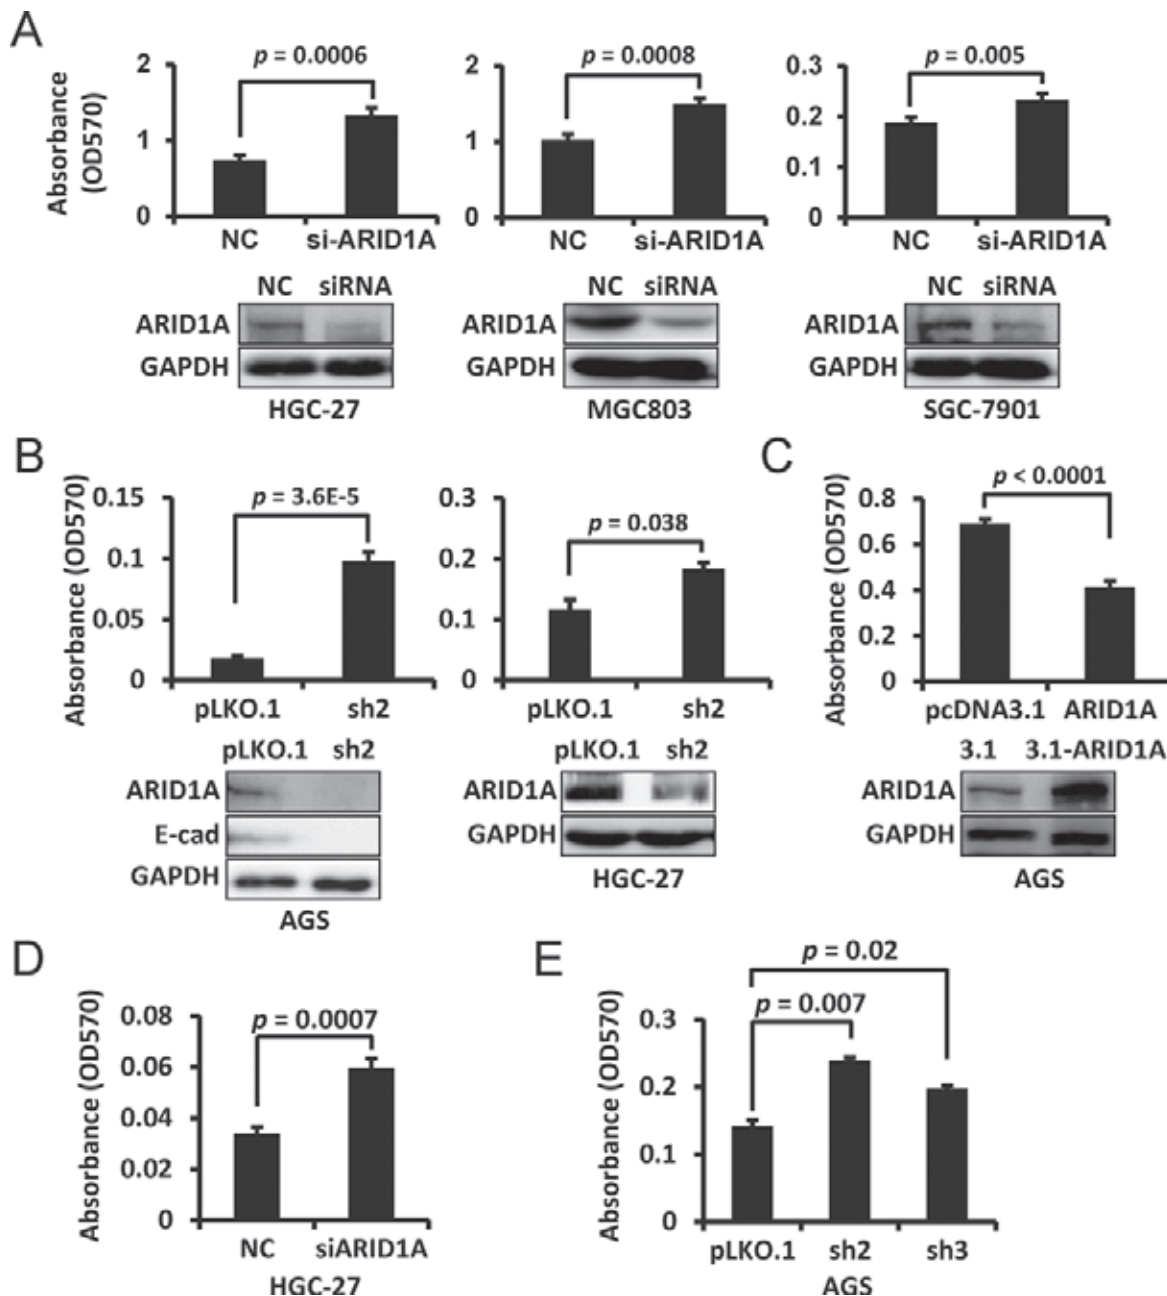 A
Absorbance (OD570)
2
1
0
p = 0.0006
NC si-ARID1A
2
1
0
p = 0.0008
NC si-ARID1A
0.3
0.2
0.1
0
p = 0.005
NC si-ARID1A
NC siRNA
ARID1A
GAPDH
HGC-27
NC siRNA
ARID1A
GAPDH
MGC803
NC siRNA
ARID1A
GAPDH
SGC-7901
B
Absorbance (OD570)
0.15
0.1
0.05
0
p = 3.6E-5
pLKO.1 sh2
pLKO.1 sh2
ARID1A
E-cad
GAPDH
AGS
0.3
0.2
0.1
0
p = 0.038
pLKO.1 sh2
pLKO.1 sh2
ARID1A
GAPDH
HGC-27
C
Absorbance (OD570)
0.8
0.6
0.4
0.2
0
p < 0.0001
pcDNA3.1 ARID1A
3.1 3.1-ARID1A
ARID1A
GAPDH
AGS
D
Absorbance (OD570)
0.08
0.06
0.04
0.02
0
p = 0.0007
NC siARID1A
HGC-27
E
Absorbance (OD570)
0.3
0.2
0.1
0
p = 0.02
p = 0.007
pLKO.1 sh2 sh3
AGS